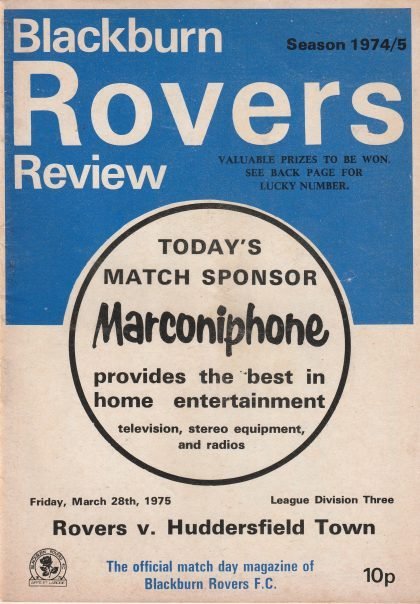 Blackburn
Season 1974/5
Rovers
Review
VALUABLE PRIZES TO BE WON.
SEE BACK PAGE FOR
LUCKY NUMBER.
TODAY'S
MATCH SPONSOR
Marconiphone
provides the best in
home entertainment
television, stereo equipment,
and radios
Friday, March 28th, 1975
League Division Three
Rovers v. Huddersfield Town
The official match day magazine of
Blackburn Rovers F.C.
10p